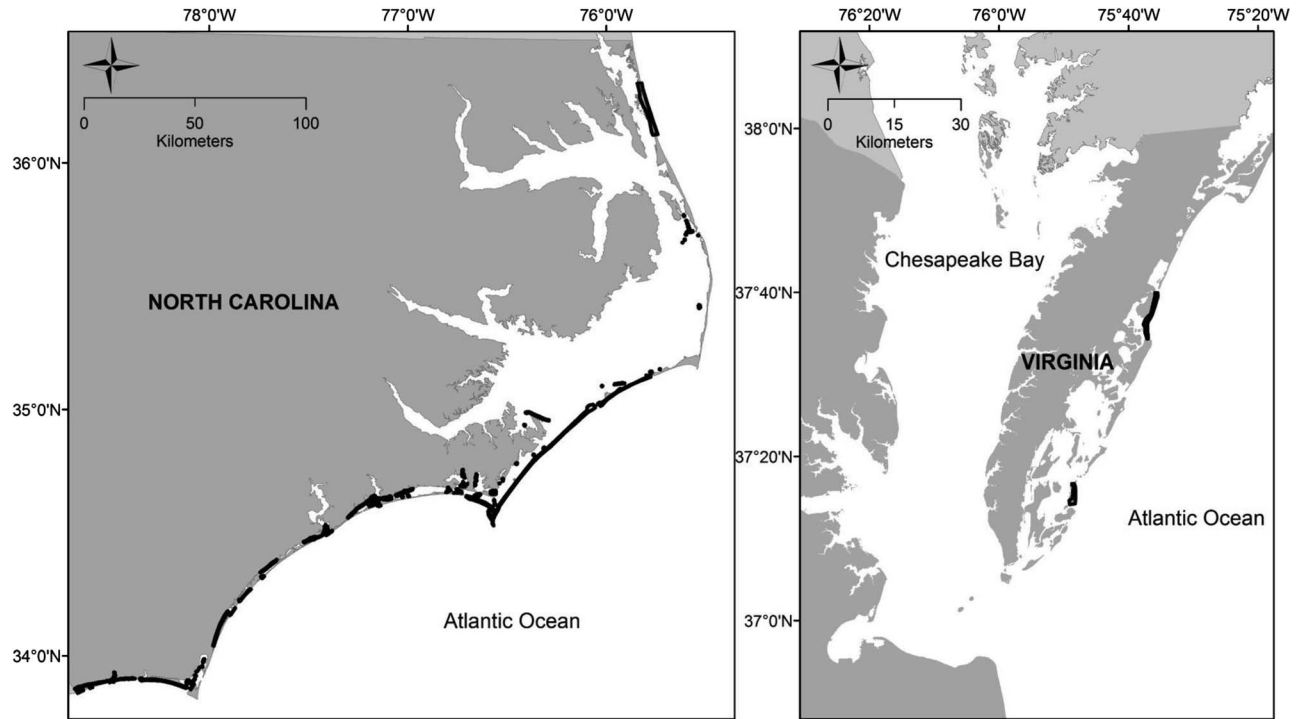 78°0'W 77°0'W 76°0'W
0 50 100
Kilometers
36°0'N
NORTH CAROLINA
35°0'N
Atlantic Ocean
34°0'N
76°20'W 76°0'W 75°40'W 75°20'W
0 15 30
Kilometers
38°0'N
Chesapeake Bay
37°40'N
VIRGINIA
37°20'N
Atlantic Ocean
37°0'N